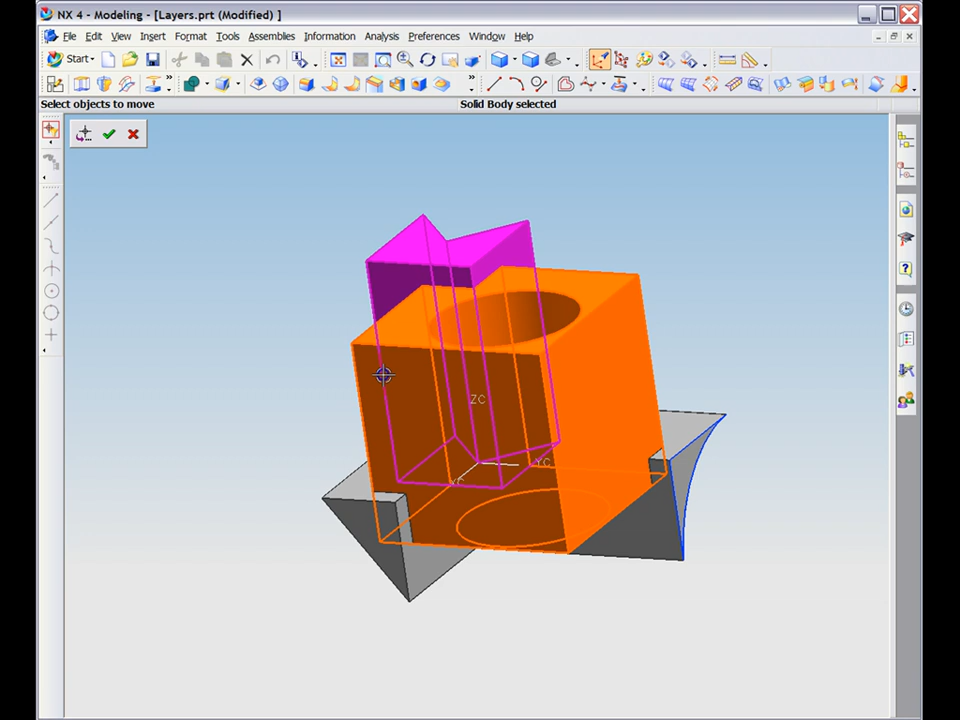 NX 4 - Modeling - [Layers.prt (Modified) ]
File Edit View Insert Format Tools Assemblies Information Analysis Preferences Window Help
Start
Select objects to move Solid Body selected
ZC
YC
XC